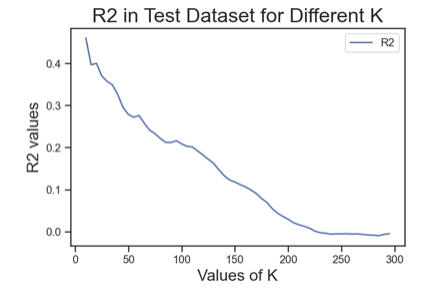 R2 in Test Dataset for Different K
R2
R2 values
0.4
0.3
0.2
0.1
0.0
0 50 100 150 200 250 300
Values of K